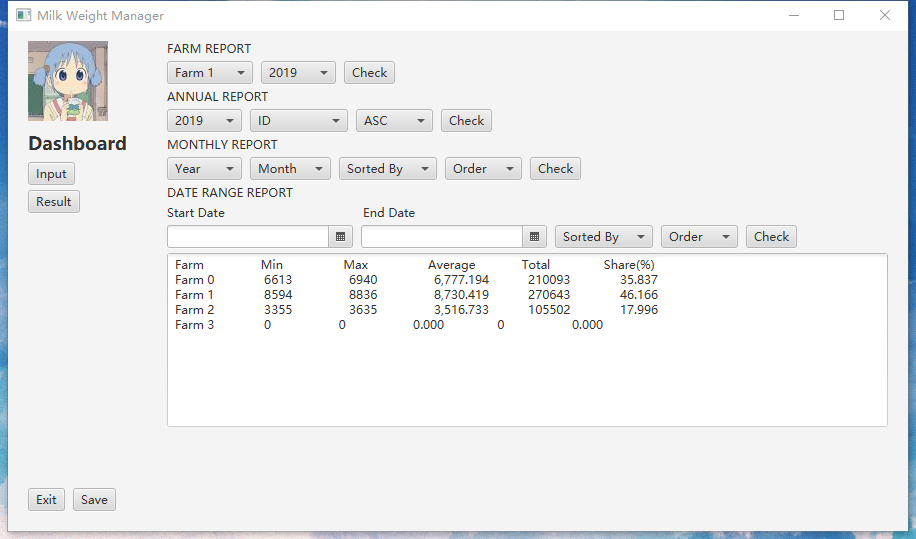 Milk Weight Manager
Dashboard
Input
Result
Exit Save
FARM REPORT
Farm 1 2019 Check
ANNUAL REPORT
2019 ID ASC Check
MONTHLY REPORT
Year Month Sorted By Order Check
DATE RANGE REPORT
Start Date End Date
Sorted By Order Check
Farm Min Max Average Total Share(%)
Farm 0 6613 6940 6,777.194 210093 35.837
Farm 1 8594 8836 8,730.419 270643 46.166
Farm 2 3355 3635 3,516.733 105502 17.996
Farm 3 0 0 0.000 0 0.000